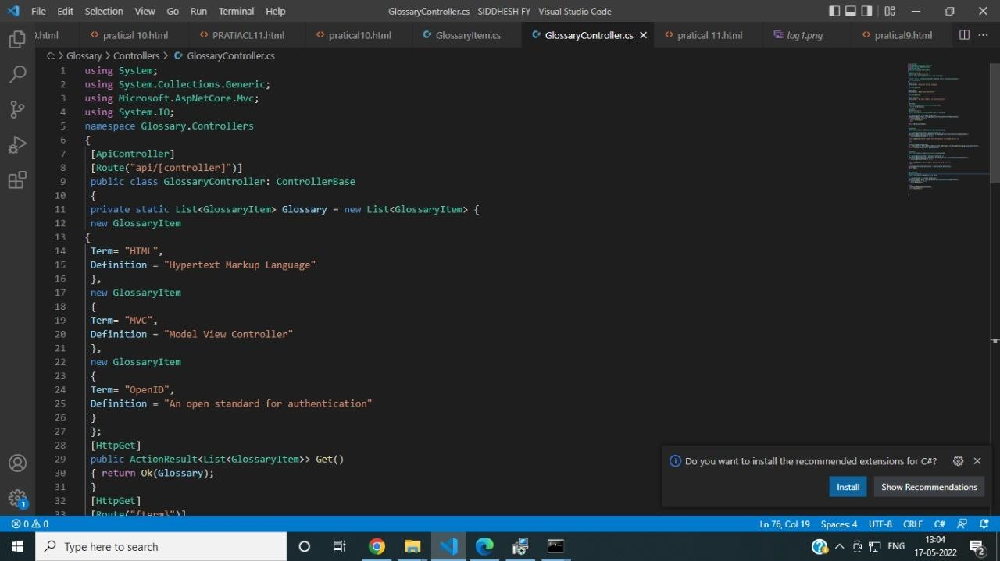 File Edit Selection View Go Run Terminal Help GlossaryController.cs - SIDDHESH FY - Visual Studio Code
9.html <> pratical 10.html <> PRATIACL11.html <> pratical10.html GlossaryItem.cs GlossaryController.cs <> pratical 11.html log1.png <> pratical9.html
C: > Glossary > Controllers > GlossaryController.cs
1 using System;
2 using System.Collections.Generic;
3 using Microsoft.AspNetCore.Mvc;
4 using System.IO;
5 namespace Glossary.Controllers
6 {
7 [ApiController]
8 [Route("api/[controller]")]
9 public class GlossaryController: ControllerBase
10 {
11 private static List<GlossaryItem> Glossary = new List<GlossaryItem> {
12 new GlossaryItem
13 {
14 Term= "HTML",
15 Definition = "Hypertext Markup Language"
16 },
17 new GlossaryItem
18 {
19 Term= "MVC",
20 Definition = "Model View Controller"
21 },
22 new GlossaryItem
23 {
24 Term= "OpenID",
25 Definition = "An open standard for authentication"
26 }
27 };
28 [HttpGet]
29 public ActionResult<List<GlossaryItem>> Get()
30 { return Ok(Glossary);
31 }
32 [HttpGet]
[Route("{term}")]
Do you want to install the recommended extensions for C#?
Install Show Recommendations
1
0 0 Ln 76, Col 19 Spaces: 4 UTF-8 CRLF C#
Type here to search ENG 13:04
17-05-2022 2